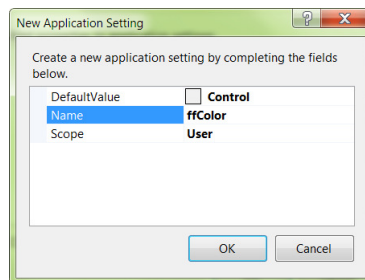 New Application Setting
Create a new application setting by completing the fields
below.
DefaultValue Control
Name ffColor
Scope User
OK Cancel